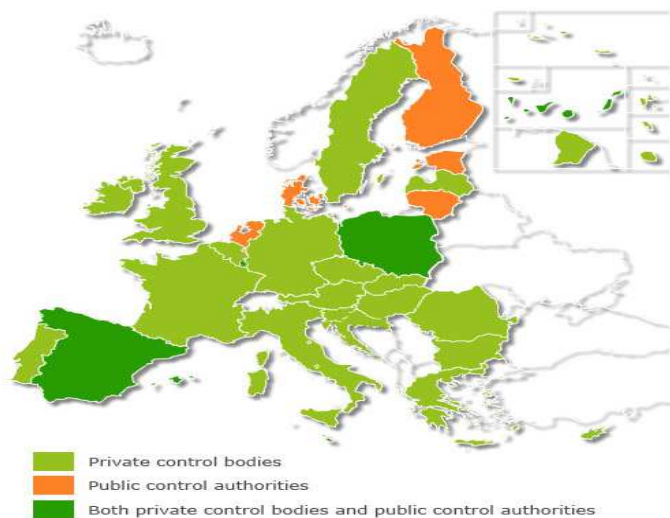 Private control bodies
Public control authorities
Both private control bodies and public control authorities